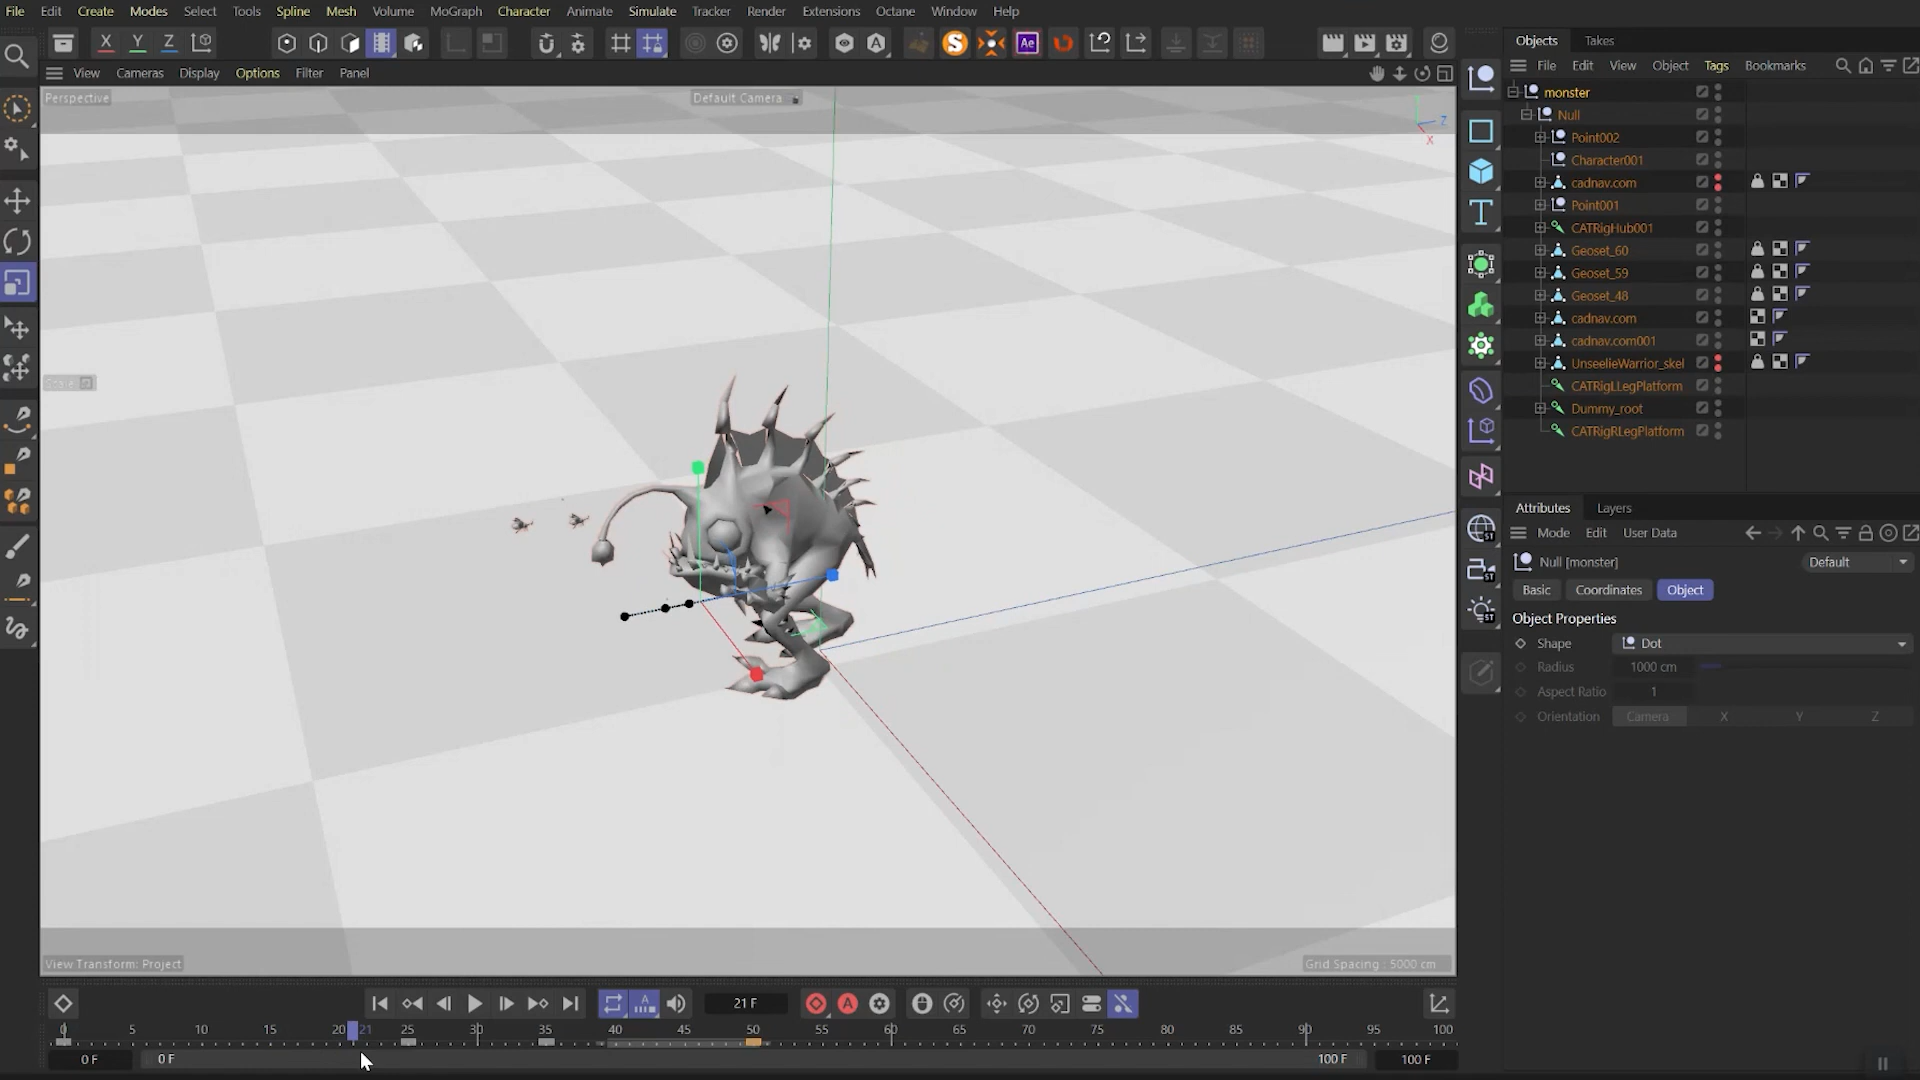 File Edit Create Modes Select Tools Spline Mesh Volume MoGraph Character Animate Simulate Tracker Render Extensions Octane Window Help
X Y Z
Ae
Objects Takes
File Edit View Object Tags Bookmarks
View Cameras Display Options Filter Panel
Perspective
Default Camera
Z
X
monster
Null
Point002
Character001
cadnav.com
Point001
CATRigHub001
Geoset_60
Geoset_59
Geoset_48
cadnav.com
cadnav.com001
UnseelieWarrior_skel
CATRigLLegPlatform
Dummy_root
CATRigRLegPlatform
Scale
Attributes Layers
Mode Edit User Data
Null [monster] Default
Basic Coordinates Object
Object Properties
Shape Dot
Radius 1000 cm
Aspect Ratio 1
Orientation Camera X Y Z
ST
ST
ST
View Transform: Project
Grid Spacing : 5000 cm
21 F
0 5 10 15 20 21 25 30 35 40 45 50 55 60 65 70 75 80 85 90 95 100
0 F 0 F 100 F 100 F